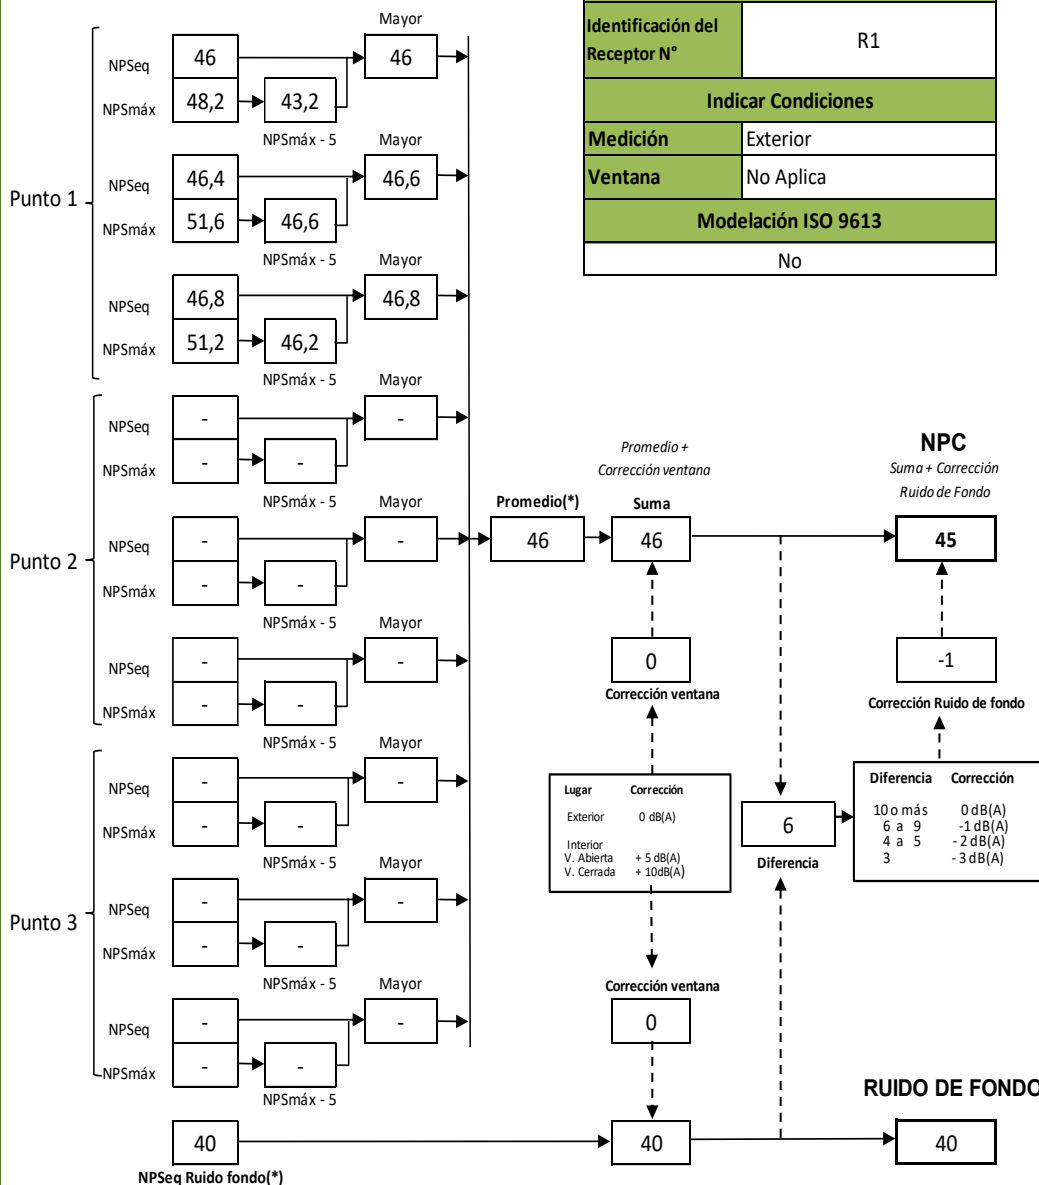 Identificación del
Receptor N°
R1
Indicar Condiciones
Medición
Exterior
Ventana
No Aplica
Modelación ISO 9613
No
Punto 1
Mayor
NPSeq
46
46
NPSmáx
48,2
43,2
NPSmáx - 5
Mayor
NPSeq
46,4
46,6
NPSmáx
51,6
46,6
NPSmáx - 5
Mayor
NPSeq
46,8
46,8
NPSmáx
51,2
46,2
NPSmáx - 5
Punto 2
Mayor
NPSeq
-
-
NPSmáx
-
-
NPSmáx - 5
Mayor
NPSeq
-
-
NPSmáx
-
-
NPSmáx - 5
Mayor
NPSeq
-
-
NPSmáx
-
-
NPSmáx - 5
Punto 3
Mayor
NPSeq
-
-
NPSmáx
-
-
NPSmáx - 5
Mayor
NPSeq
-
-
NPSmáx
-
-
NPSmáx - 5
Mayor
NPSeq
-
-
NPSmáx
-
-
NPSmáx - 5
Promedio(*)
46
Promedio +
Corrección ventana
Suma
46
0
Corrección ventana
Lugar Corrección
Exterior 0 dB(A)
Interior
V. Abierta + 5 dB(A)
V. Cerrada + 10dB(A)
Corrección ventana
0
6
Diferencia
NPC
Suma + Corrección
Ruido de Fondo
45
-1
Corrección Ruido de fondo
Diferencia Corrección
10 o más 0 dB(A)
6 a 9 -1 dB(A)
4 a 5 - 2 dB(A)
3 - 3 dB(A)
RUIDO DE FONDO
40
40
40
NPSeq Ruido fondo(*)